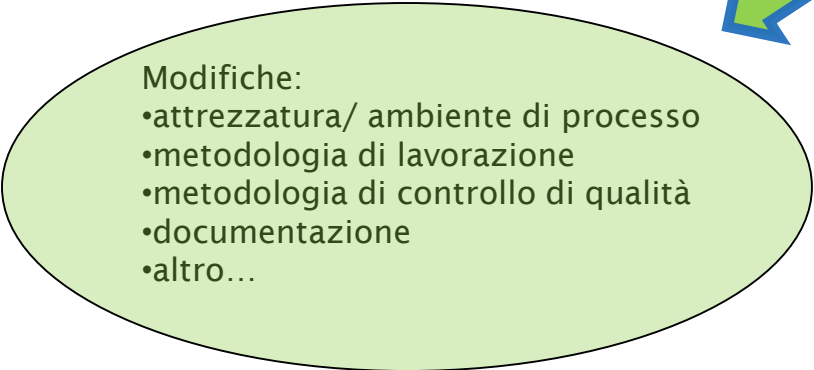 Modifiche:
•attrezzatura/ ambiente di processo
•metodologia di lavorazione
•metodologia di controllo di qualità
•documentazione
•altro…